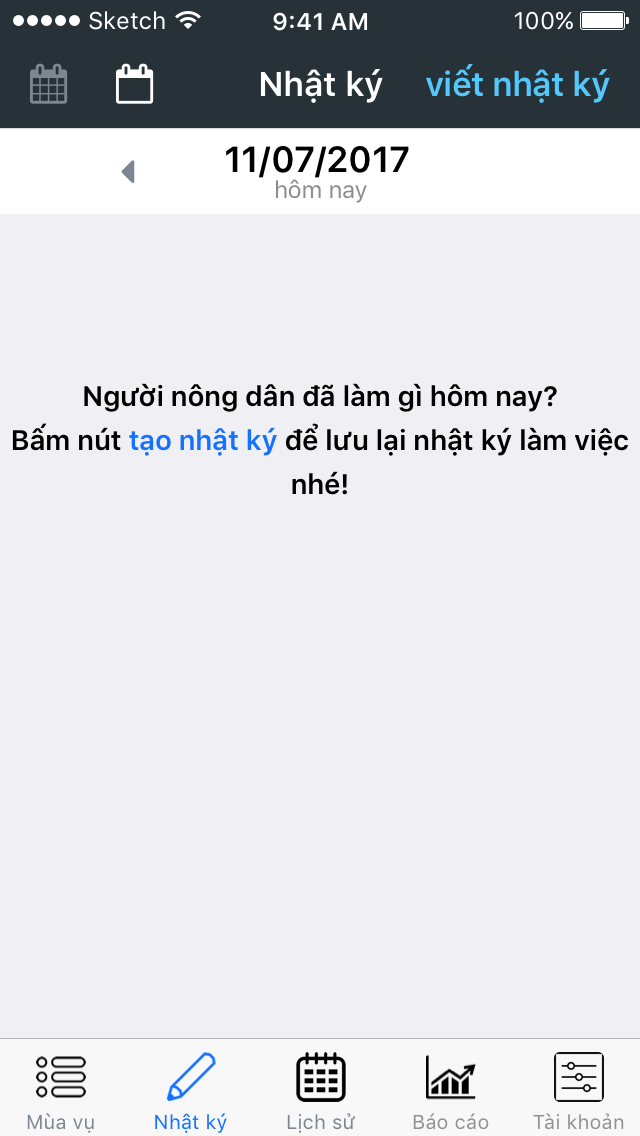 Sketch 9:41 AM 100%
Nhật ký viết nhật ký
11/07/2017
hôm nay
Người nông dân đã làm gì hôm nay?
Bấm nút tạo nhật ký để lưu lại nhật ký làm việc
nhé!
Mùa vụ Nhật ký Lịch sử Báo cáo Tài khoản